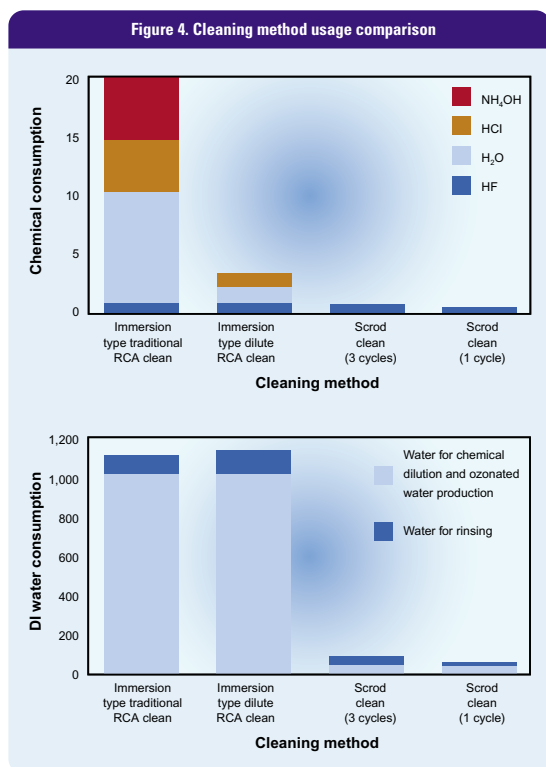 Figure 4. Cleaning method usage comparison
20
15
10
5
0
Chemical consumption
NH₄OH
HCl
H₂O
HF
Immersion
type traditional
RCA clean
Immersion
type dilute
RCA clean
Scrod
clean
(3 cycles)
Scrod
clean
(1 cycle)
Cleaning method
1,200
1,000
800
600
400
200
0
DI water consumption
Water for chemical
dilution and ozonated
water production
Water for rinsing
Immersion
type traditional
RCA clean
Immersion
type dilute
RCA clean
Scrod
clean
(3 cycles)
Scrod
clean
(1 cycle)
Cleaning method